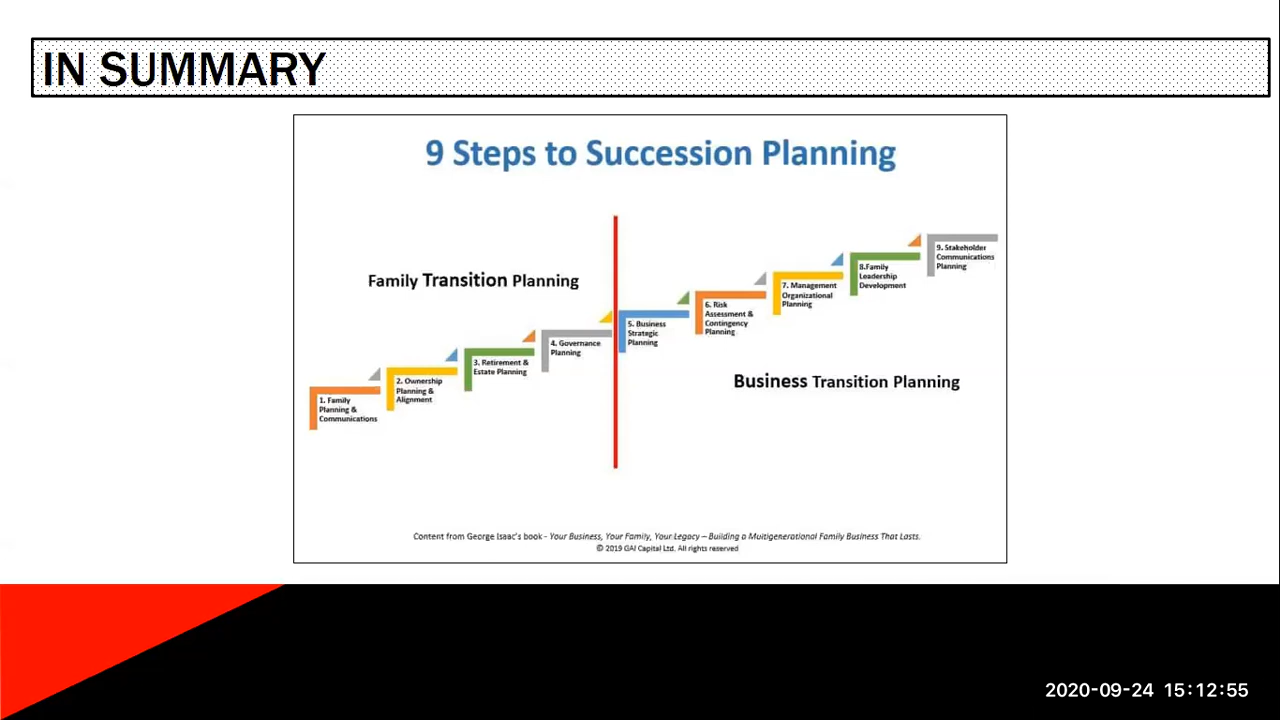 IN SUMMARY
9 Steps to Succession Planning
Family Transition Planning
1. Family
Planning &
Communications
2. Ownership
Planning &
Alignment
3. Retirement &
Estate Planning
4. Governance
Planning
5. Business
Strategic
Planning
6. Risk
Assessment &
Contingency
Planning
7. Management
Organizational
Planning
8.Family
Leadership
Development
9. Stakeholder
Communications
Planning
Business Transition Planning
Content from George Isaac's book - Your Business, Your Family, Your Legacy – Building a Multigenerational Family Business That Lasts.
© 2019 GAI Capital Ltd. All rights reserved
2020-09-24 15:12:55